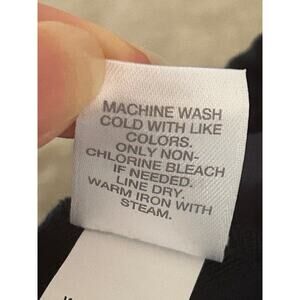 MACHINE WASH
COLD WITH LIKE
COLORS.
ONLY NON-
CHLORINE BLEACH
IF NEEDED.
LINE DRY.
WARM IRON WITH
STEAM.